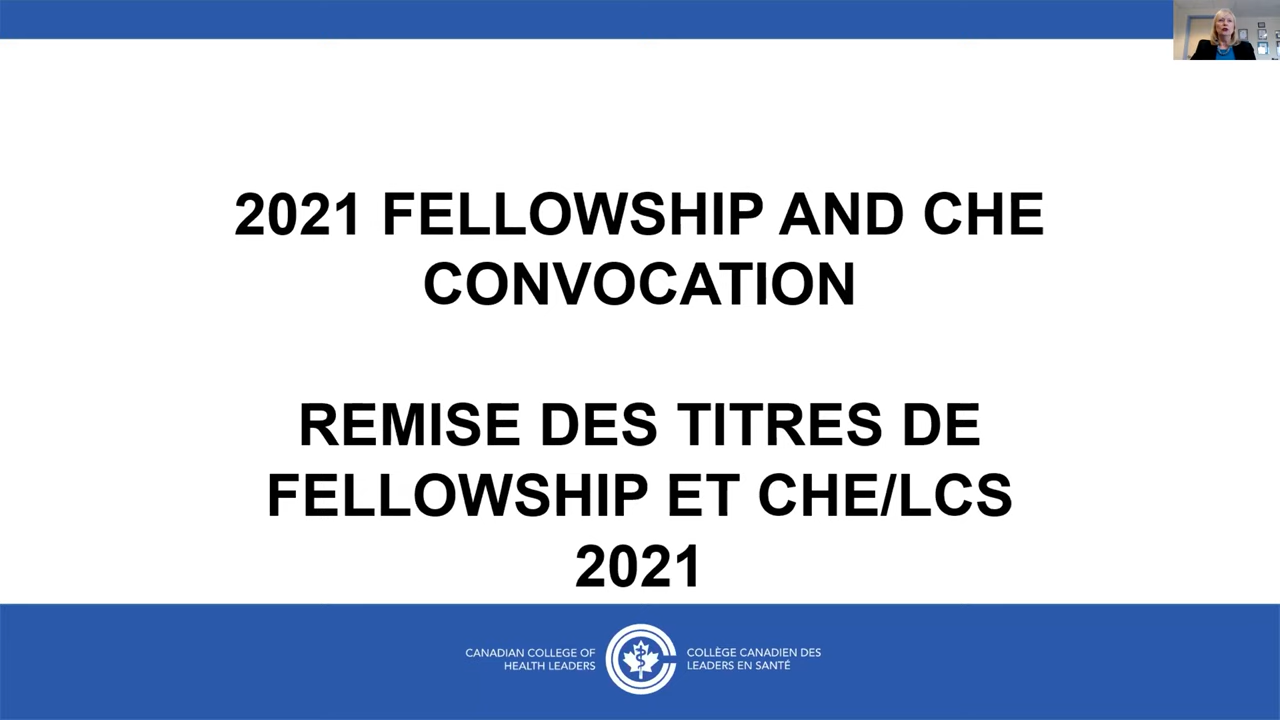 2021 FELLOWSHIP AND CHE
CONVOCATION
REMISE DES TITRES DE
FELLOWSHIP ET CHE/LCS
2021
CANADIAN COLLEGE OF
HEALTH LEADERS
COLLÈGE CANADIEN DES
LEADERS EN SANTÉ